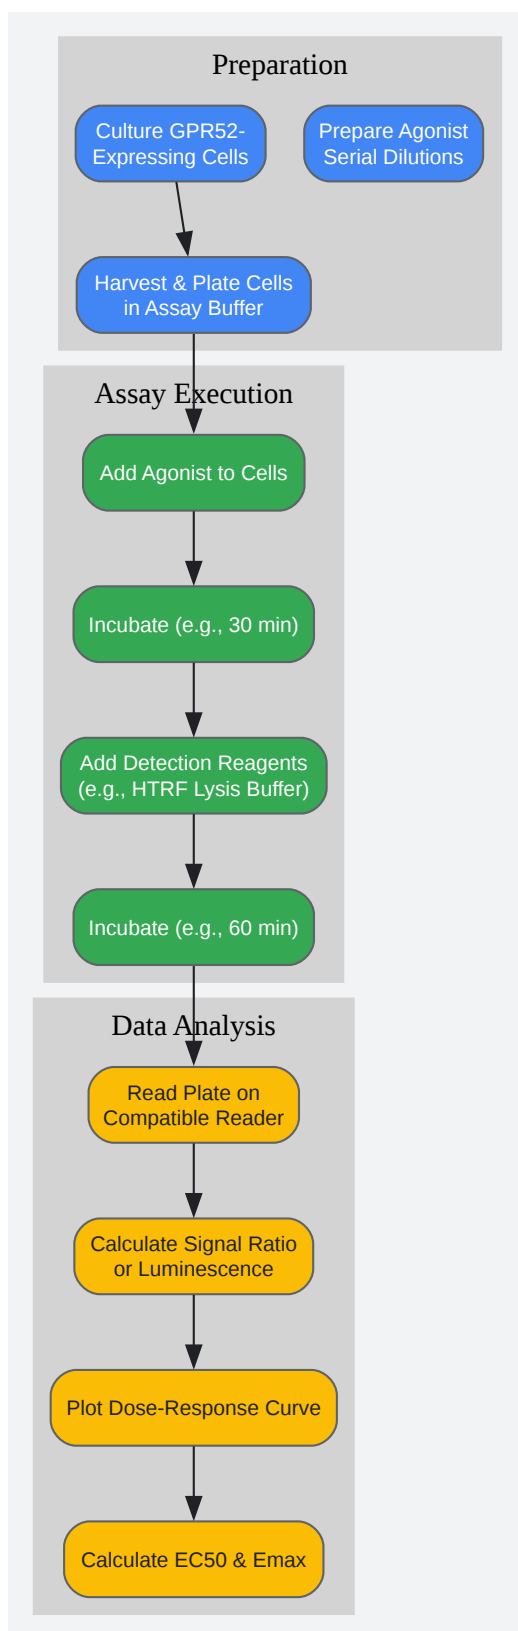 Preparation
Culture GPR52-
Expressing Cells
Prepare Agonist
Serial Dilutions
Harvest & Plate Cells
in Assay Buffer
Assay Execution
Add Agonist to Cells
Incubate (e.g., 30 min)
Add Detection Reagents
(e.g., HTRF Lysis Buffer)
Incubate (e.g., 60 min)
Data Analysis
Read Plate on
Compatible Reader
Calculate Signal Ratio
or Luminescence
Plot Dose-Response Curve
Calculate EC50 & Emax